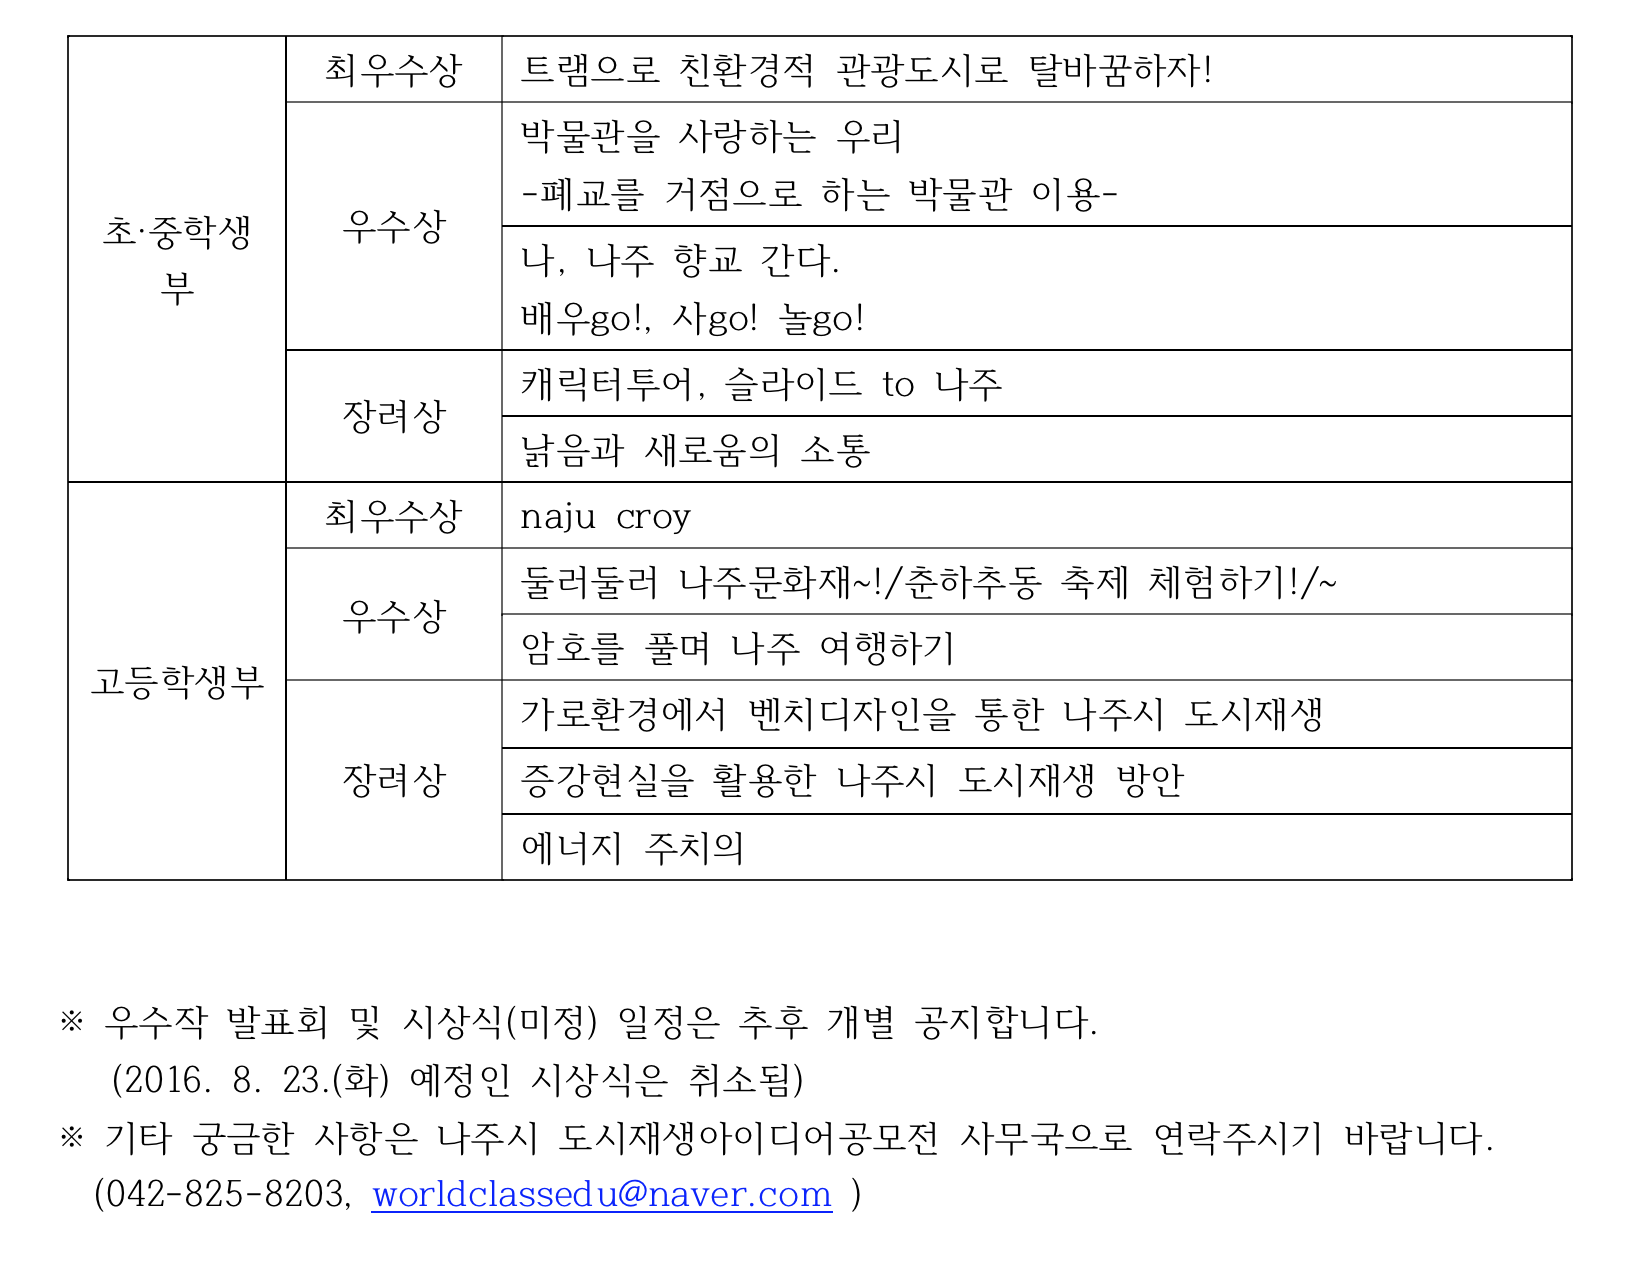 초·중학생
부
최우수상
트램으로 친환경적 관광도시로 탈바꿈하자!
우수상
박물관을 사랑하는 우리
-폐교를 거점으로 하는 박물관 이용-
나, 나주 향교 간다.
배우go!, 사go! 놀go!
장려상
캐릭터투어, 슬라이드 to 나주
낡음과 새로움의 소통
고등학생부
최우수상
naju croy
우수상
둘러둘러 나주문화재~!/춘하추동 축제 체험하기!/~
암호를 풀며 나주 여행하기
장려상
가로환경에서 벤치디자인을 통한 나주시 도시재생
증강현실을 활용한 나주시 도시재생 방안
에너지 주치의
※ 우수작 발표회 및 시상식(미정) 일정은 추후 개별 공지합니다.
(2016. 8. 23.(화) 예정인 시상식은 취소됨)
※ 기타 궁금한 사항은 나주시 도시재생아이디어공모전 사무국으로 연락주시기 바랍니다.
(042-825-8203, worldclassedu@naver.com )